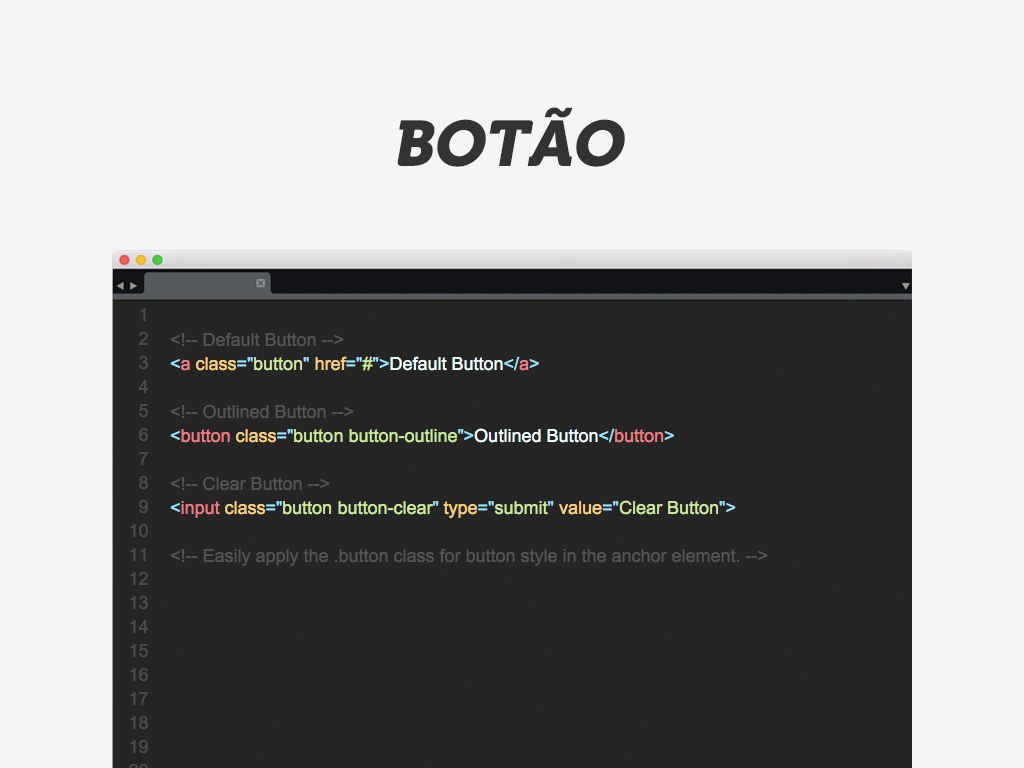 BOTÃO
1
2 <!-- Default Button -->
3 <a class="button" href="#">Default Button</a>
4
5 <!-- Outlined Button -->
6 <button class="button button-outline">Outlined Button</button>
7
8 <!-- Clear Button -->
9 <input class="button button-clear" type="submit" value="Clear Button">
10
11 <!-- Easily apply the .button class for button style in the anchor element. -->
12
13
14
15
16
17
18
19